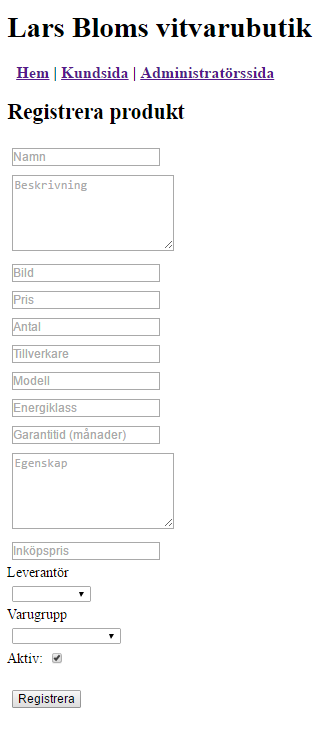 Lars Bloms vitvarubutik
Hem | Kundsida | Administratörssida
Registrera produkt
Namn
Beskrivning
Bild
Pris
Antal
Tillverkare
Modell
Energiklass
Garantitid (månader)
Egenskap
Inköpspris
Leverantör
Varugrupp
Aktiv:
Registrera